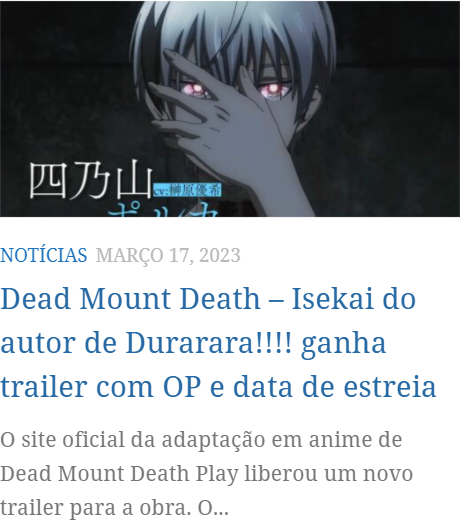 四乃山
cv:榊原優希
ポルカ
NOTÍCIAS MARÇO 17, 2023
Dead Mount Death – Isekai do
autor de Durarara!!!! ganha
trailer com OP e data de estreia
O site oficial da adaptação em anime de
Dead Mount Death Play liberou um novo
trailer para a obra. O...